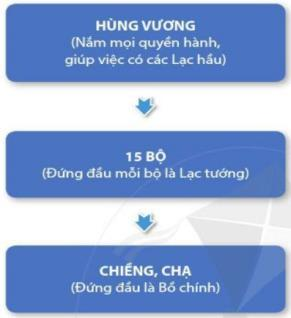 HÙNG VƯƠNG
(Nắm mọi quyền hành,
giúp việc có các Lạc hầu)
15 BỘ
(Đứng đầu mỗi bộ là Lạc tướng)
CHIỀNG, CHẠ
(Đứng đầu là Bồ chính)